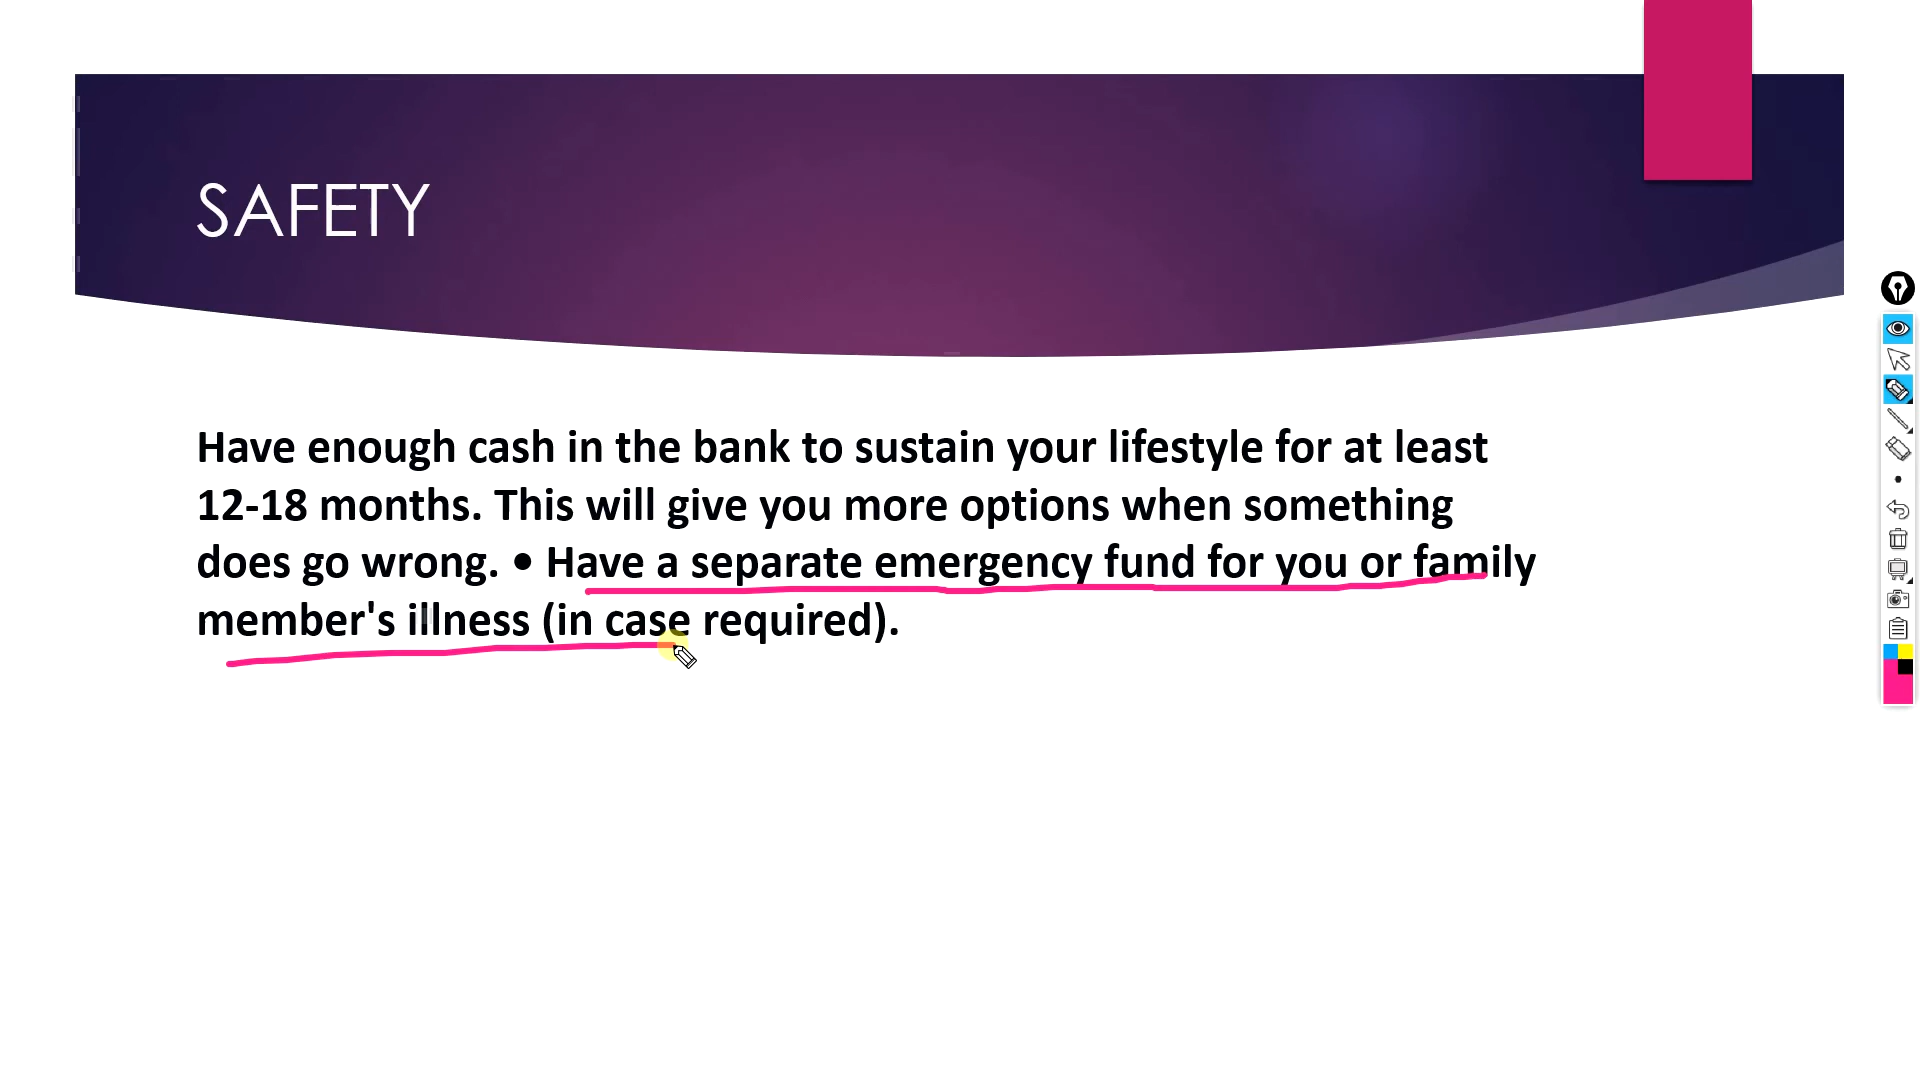 SAFETY
Have enough cash in the bank to sustain your lifestyle for at least
12-18 months. This will give you more options when something
does go wrong. • Have a separate emergency fund for you or family
member's illness (in case required).